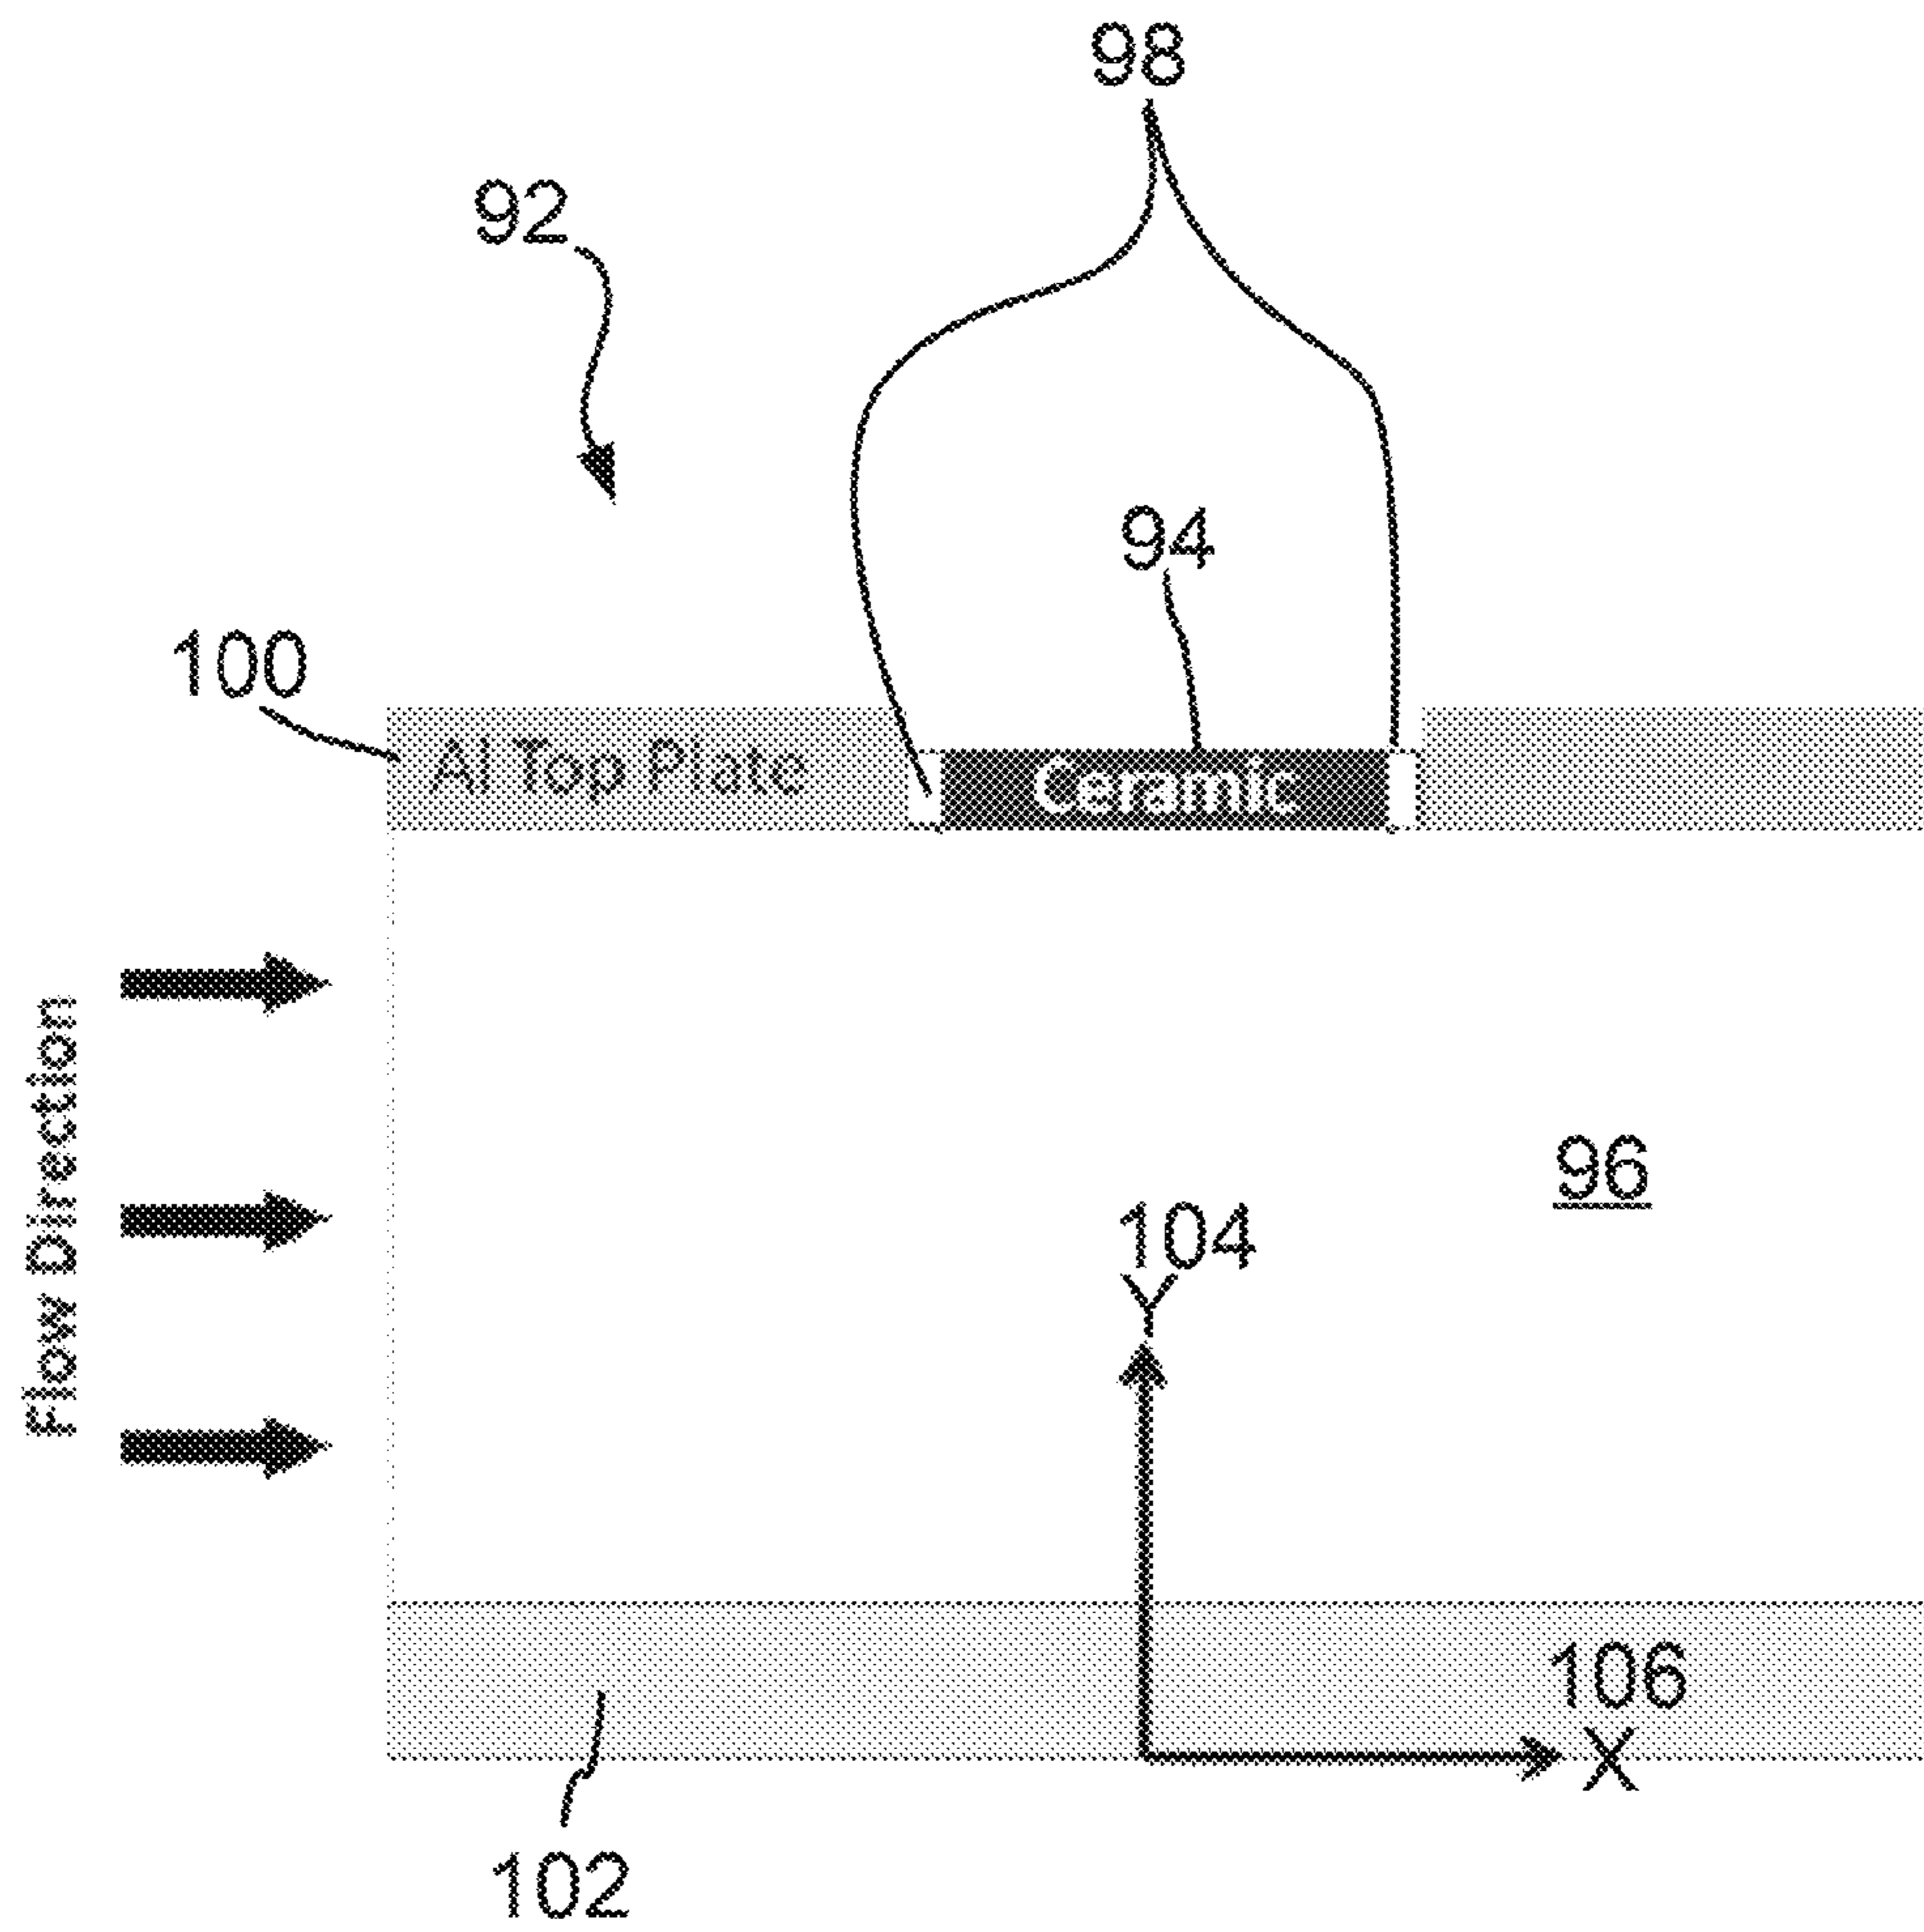 98
92
94
100
Al Top Plate
Ceramic
Flow Direction
96
104
Y
106
X
102